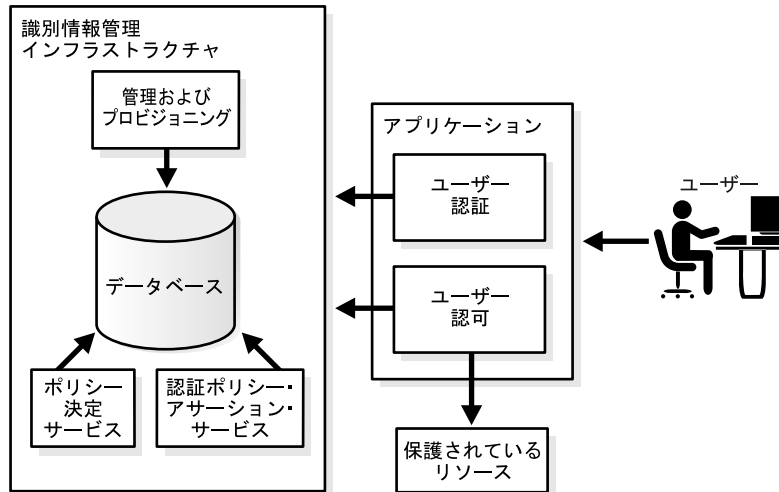 識別情報管理
インフラストラクチャ
管理および
プロビジョニング
データベース
ポリシー
決定
サービス
認証ポリシー・
アサーション・
サービス
アプリケーション
ユーザー
認証
ユーザー
認可
保護されている
リソース
ユーザー